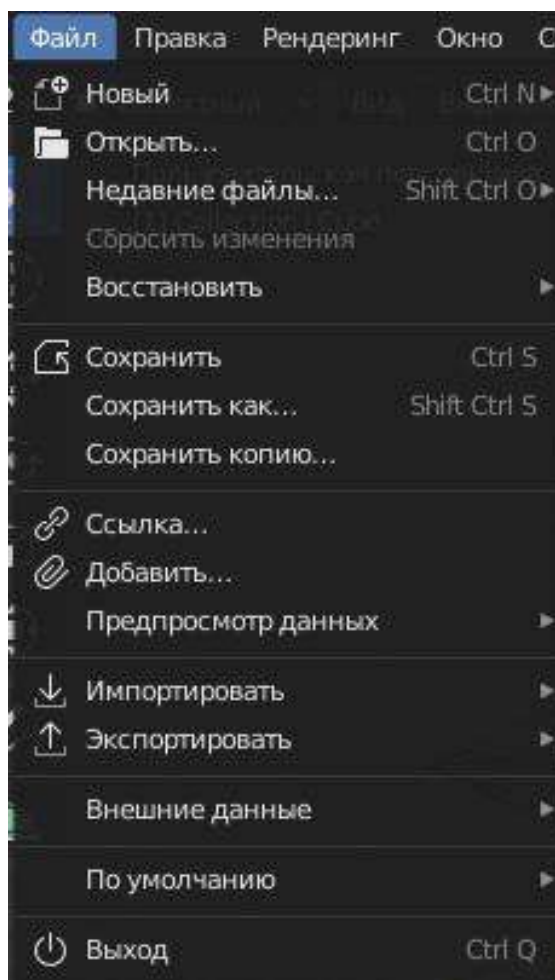 Файл Правка Рендеринг Окно
Новый Ctrl N
Открыть... Ctrl O
Недавние файлы... Shift Ctrl O
Сбросить изменения
Восстановить
Сохранить Ctrl S
Сохранить как... Shift Ctrl S
Сохранить копию...
Ссылка...
Добавить...
Предпросмотр данных
Импортировать
Экспортировать
Внешние данные
По умолчанию
Выход Ctrl Q